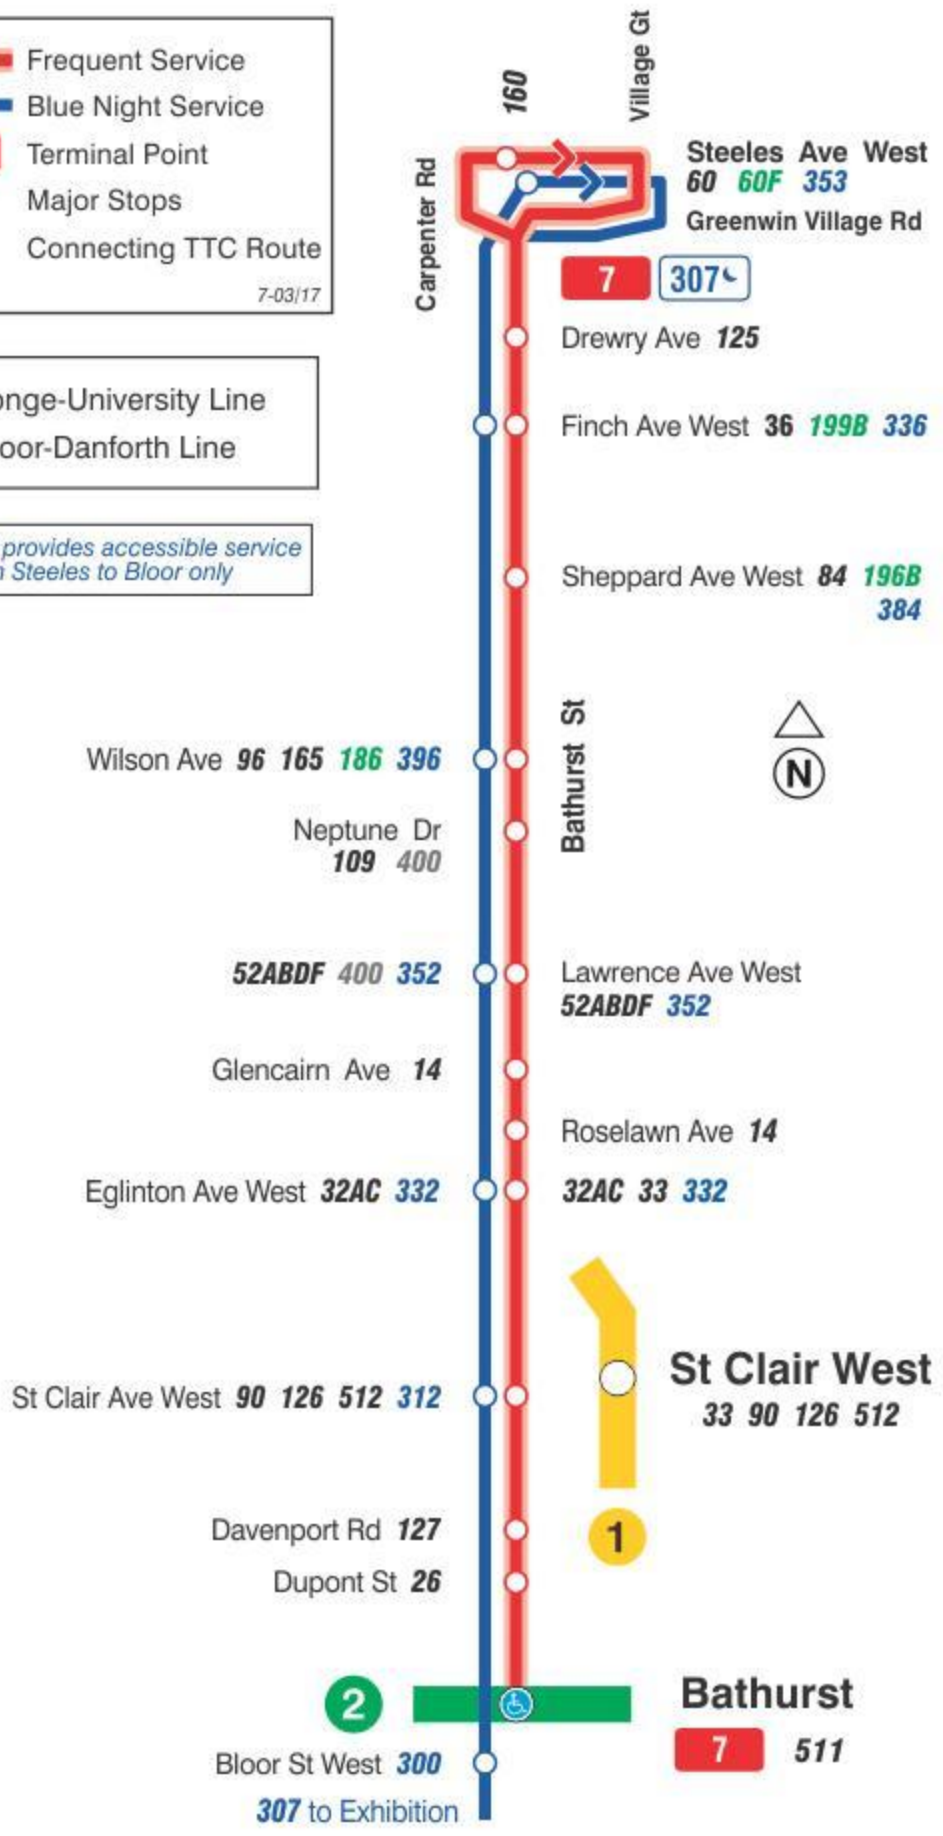 Frequent Service
Blue Night Service
Terminal Point
Major Stops
Connecting TTC Route
7-03/17
onge-University Line
oor-Danforth Line
provides accessible service
n Steeles to Bloor only
160
Village Gt
Carpenter Rd
Steeles Ave West
60 60F 353
Greenwin Village Rd
7 307
Drewry Ave 125
Finch Ave West 36 199B 336
Sheppard Ave West 84 196B
384
Bathurst St
N
Wilson Ave 96 165 186 396
Neptune Dr
109 400
52ABDF 400 352
Lawrence Ave West
52ABDF 352
Glencairn Ave 14
Roselawn Ave 14
Eglinton Ave West 32AC 332
32AC 33 332
St Clair West
33 90 126 512
St Clair Ave West 90 126 512 312
1
Davenport Rd 127
Dupont St 26
2
Bathurst
7 511
Bloor St West 300
307 to Exhibition